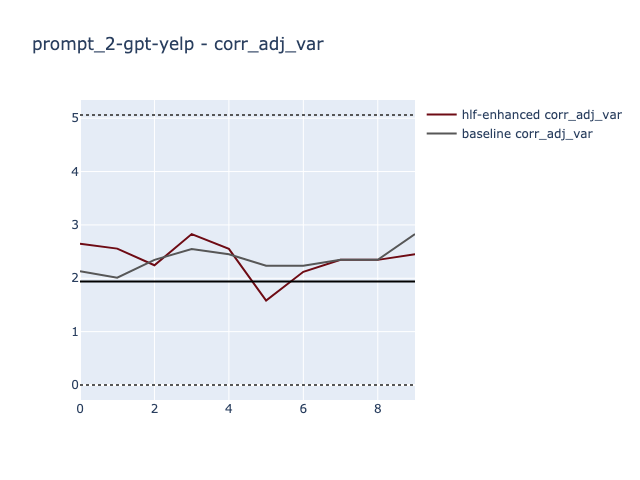 prompt_2-gpt-yelp - corr_adj_var
hlf-enhanced corr_adj_var
baseline corr_adj_var
5
4
3
2
1
0
0 2 4 6 8